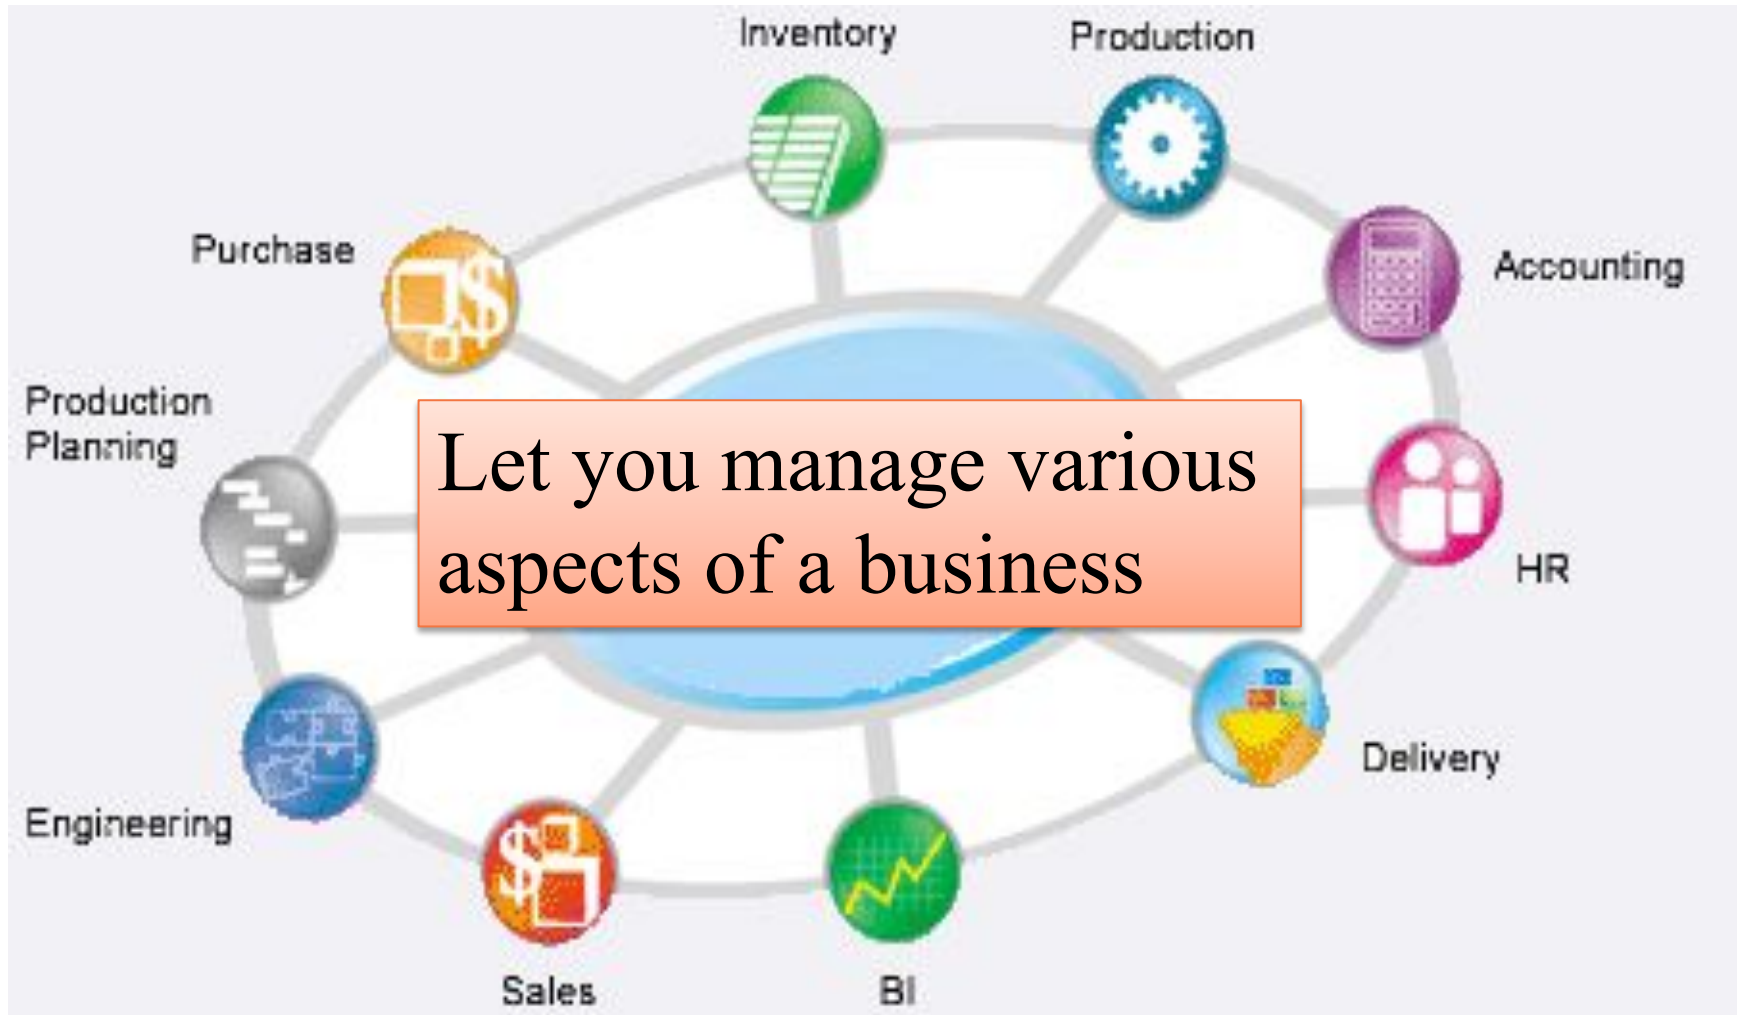 Inventory
Production
Purchase
Accounting
Production
Planning
Let you manage various
aspects of a business
HR
Delivery
Engineering
Sales
BI